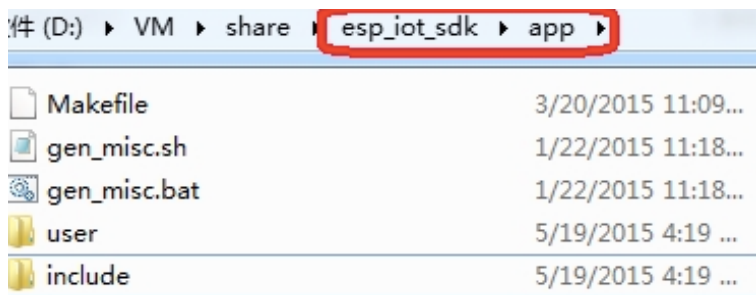 件 (D:) ▸ VM ▸ share ▸ esp_iot_sdk ▸ app ▸
Makefile 3/20/2015 11:09...
gen_misc.sh 1/22/2015 11:18...
gen_misc.bat 1/22/2015 11:18...
user 5/19/2015 4:19 ...
include 5/19/2015 4:19 ...